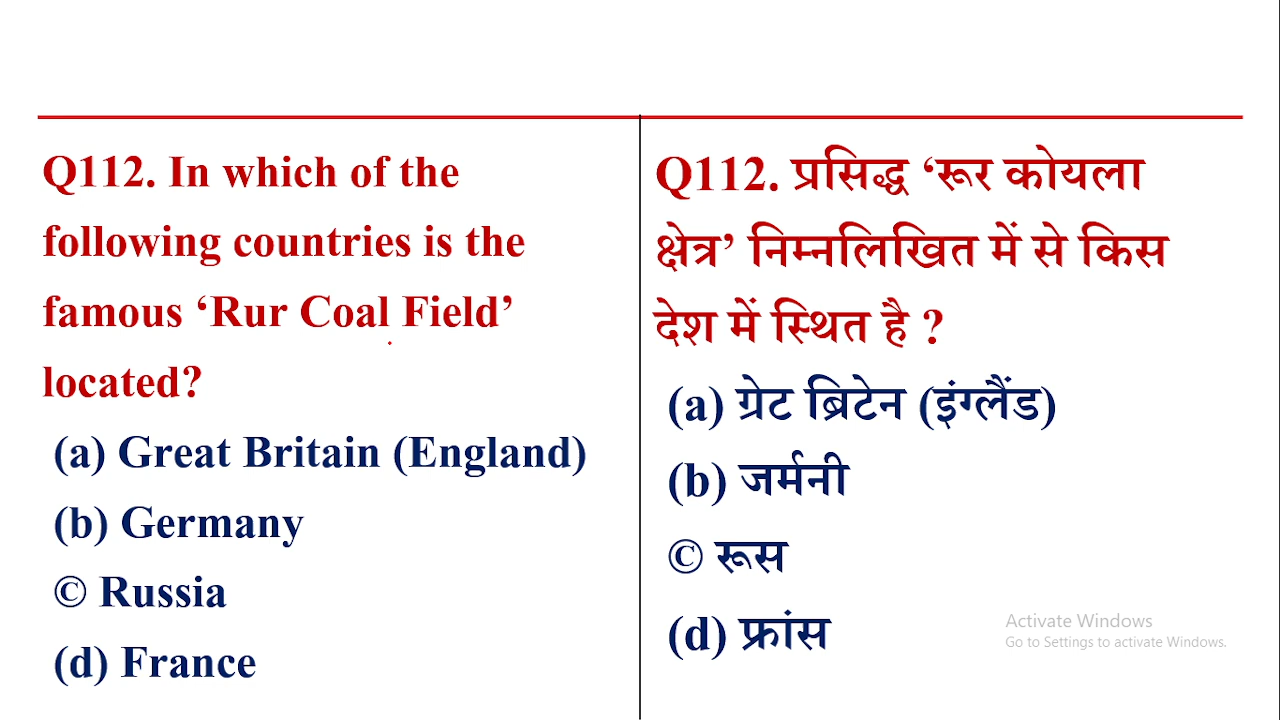 Q112. In which of the
following countries is the
famous ‘Rur Coal Field’
located?
(a) Great Britain (England)
(b) Germany
© Russia
(d) France
Q112. प्रसिद्ध ‘रूर कोयला
क्षेत्र’ निम्नलिखित में से किस
देश में स्थित है ?
(a) ग्रेट ब्रिटेन (इंग्लैंड)
(b) जर्मनी
© रूस
(d) फ्रांस
Activate Windows
Go to Settings to activate Windows.